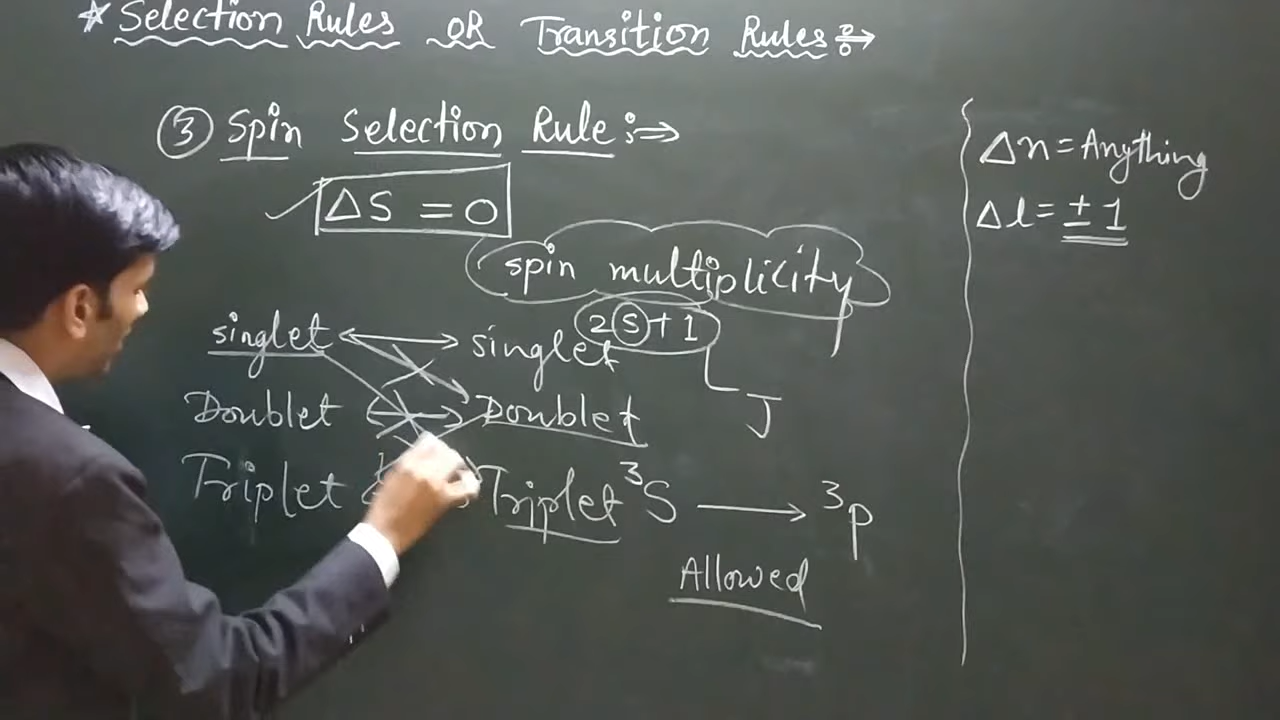 * Selection Rules OR Transition Rules
③ Spin Selection Rule:⇒
✓ ΔS = 0
spin multiplicity
2S+1
J
singlet ↔ singlet
Doublet ↔ Doublet
Triplet Triplet
³S → ³p
Allowed
Δn = Anything
Δl = ± 1